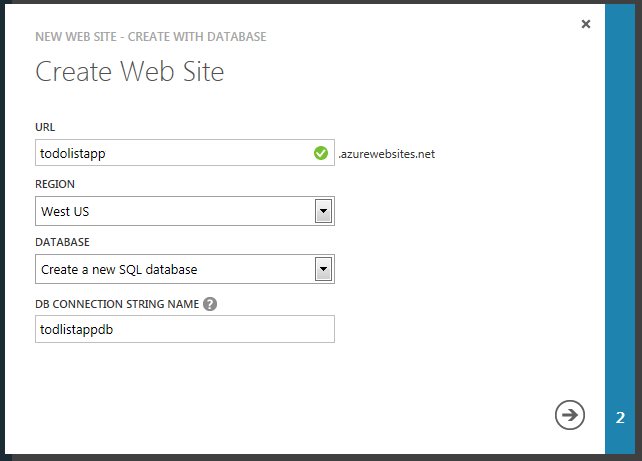 NEW WEB SITE - CREATE WITH DATABASE
Create Web Site
URL
todolistapp .azurewebsites.net
REGION
West US
DATABASE
Create a new SQL database
DB CONNECTION STRING NAME ?
todlistappdb
2